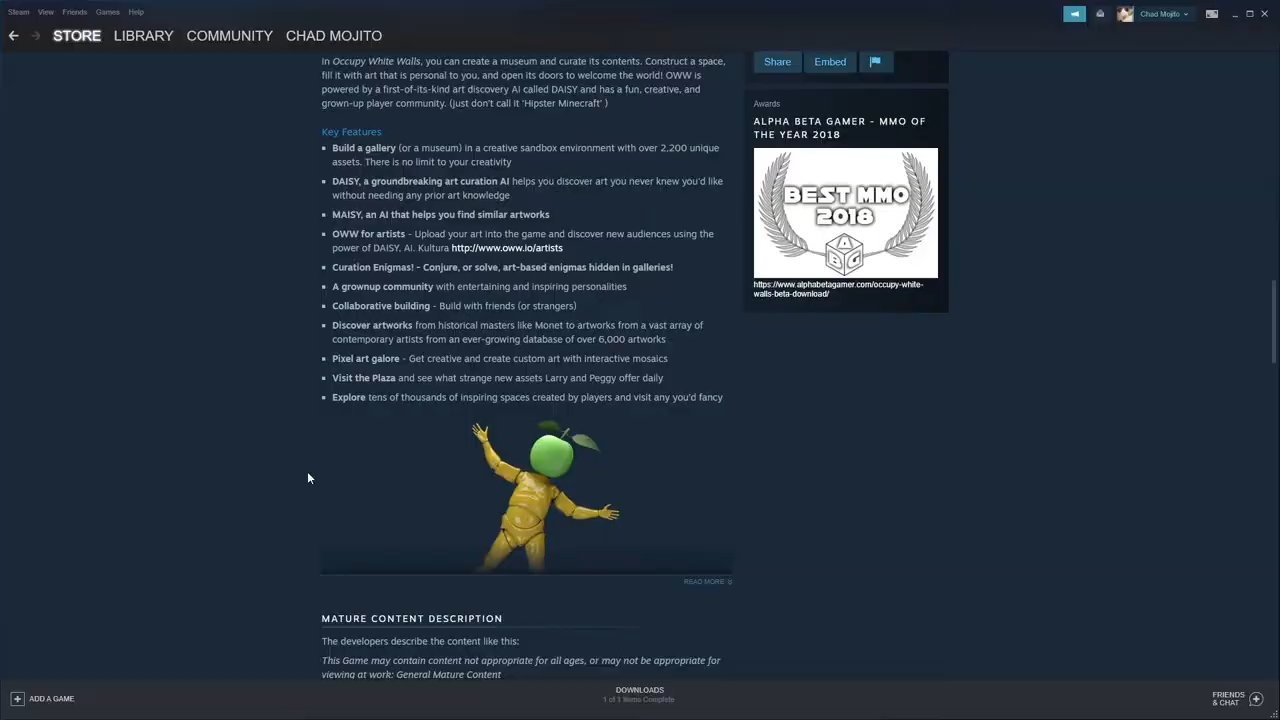 Steam View Friends Games Help
Chad Mojito
STORE LIBRARY COMMUNITY CHAD MOJITO
In Occupy White Walls, you can create a museum and curate its contents. Construct a space,
fill it with art that is personal to you, and open its doors to welcome the world! OWW is
powered by a first-of-its-kind art discovery AI called DAISY and has a fun, creative, and
grown-up player community. (just don't call it 'Hipster Minecraft' )
Key Features
Build a gallery (or a museum) in a creative sandbox environment with over 2,200 unique
assets. There is no limit to your creativity
DAISY, a groundbreaking art curation AI helps you discover art you never knew you'd like
without needing any prior art knowledge
MAISY, an AI that helps you find similar artworks
OWW for artists - Upload your art into the game and discover new audiences using the
power of DAISY, AI. Kultura http://www.oww.io/artists
Curation Enigmas! - Conjure, or solve, art-based enigmas hidden in galleries!
A grownup community with entertaining and inspiring personalities
Collaborative building - Build with friends (or strangers)
Discover artworks from historical masters like Monet to artworks from a vast array of
contemporary artists from an ever-growing database of over 6,000 artworks
Pixel art galore - Get creative and create custom art with interactive mosaics
Visit the Plaza and see what strange new assets Larry and Peggy offer daily
Explore tens of thousands of inspiring spaces created by players and visit any you'd fancy
READ MORE
MATURE CONTENT DESCRIPTION
The developers describe the content like this:
This Game may contain content not appropriate for all ages, or may not be appropriate for
viewing at work: General Mature Content
Share Embed
Awards
ALPHA BETA GAMER - MMO OF
THE YEAR 2018
BEST MMO
2018
A
B G
https://www.alphabetagamer.com/occupy-white-
walls-beta-download/
ADD A GAME
DOWNLOADS
1 of 1 Items Complete
FRIENDS
& CHAT